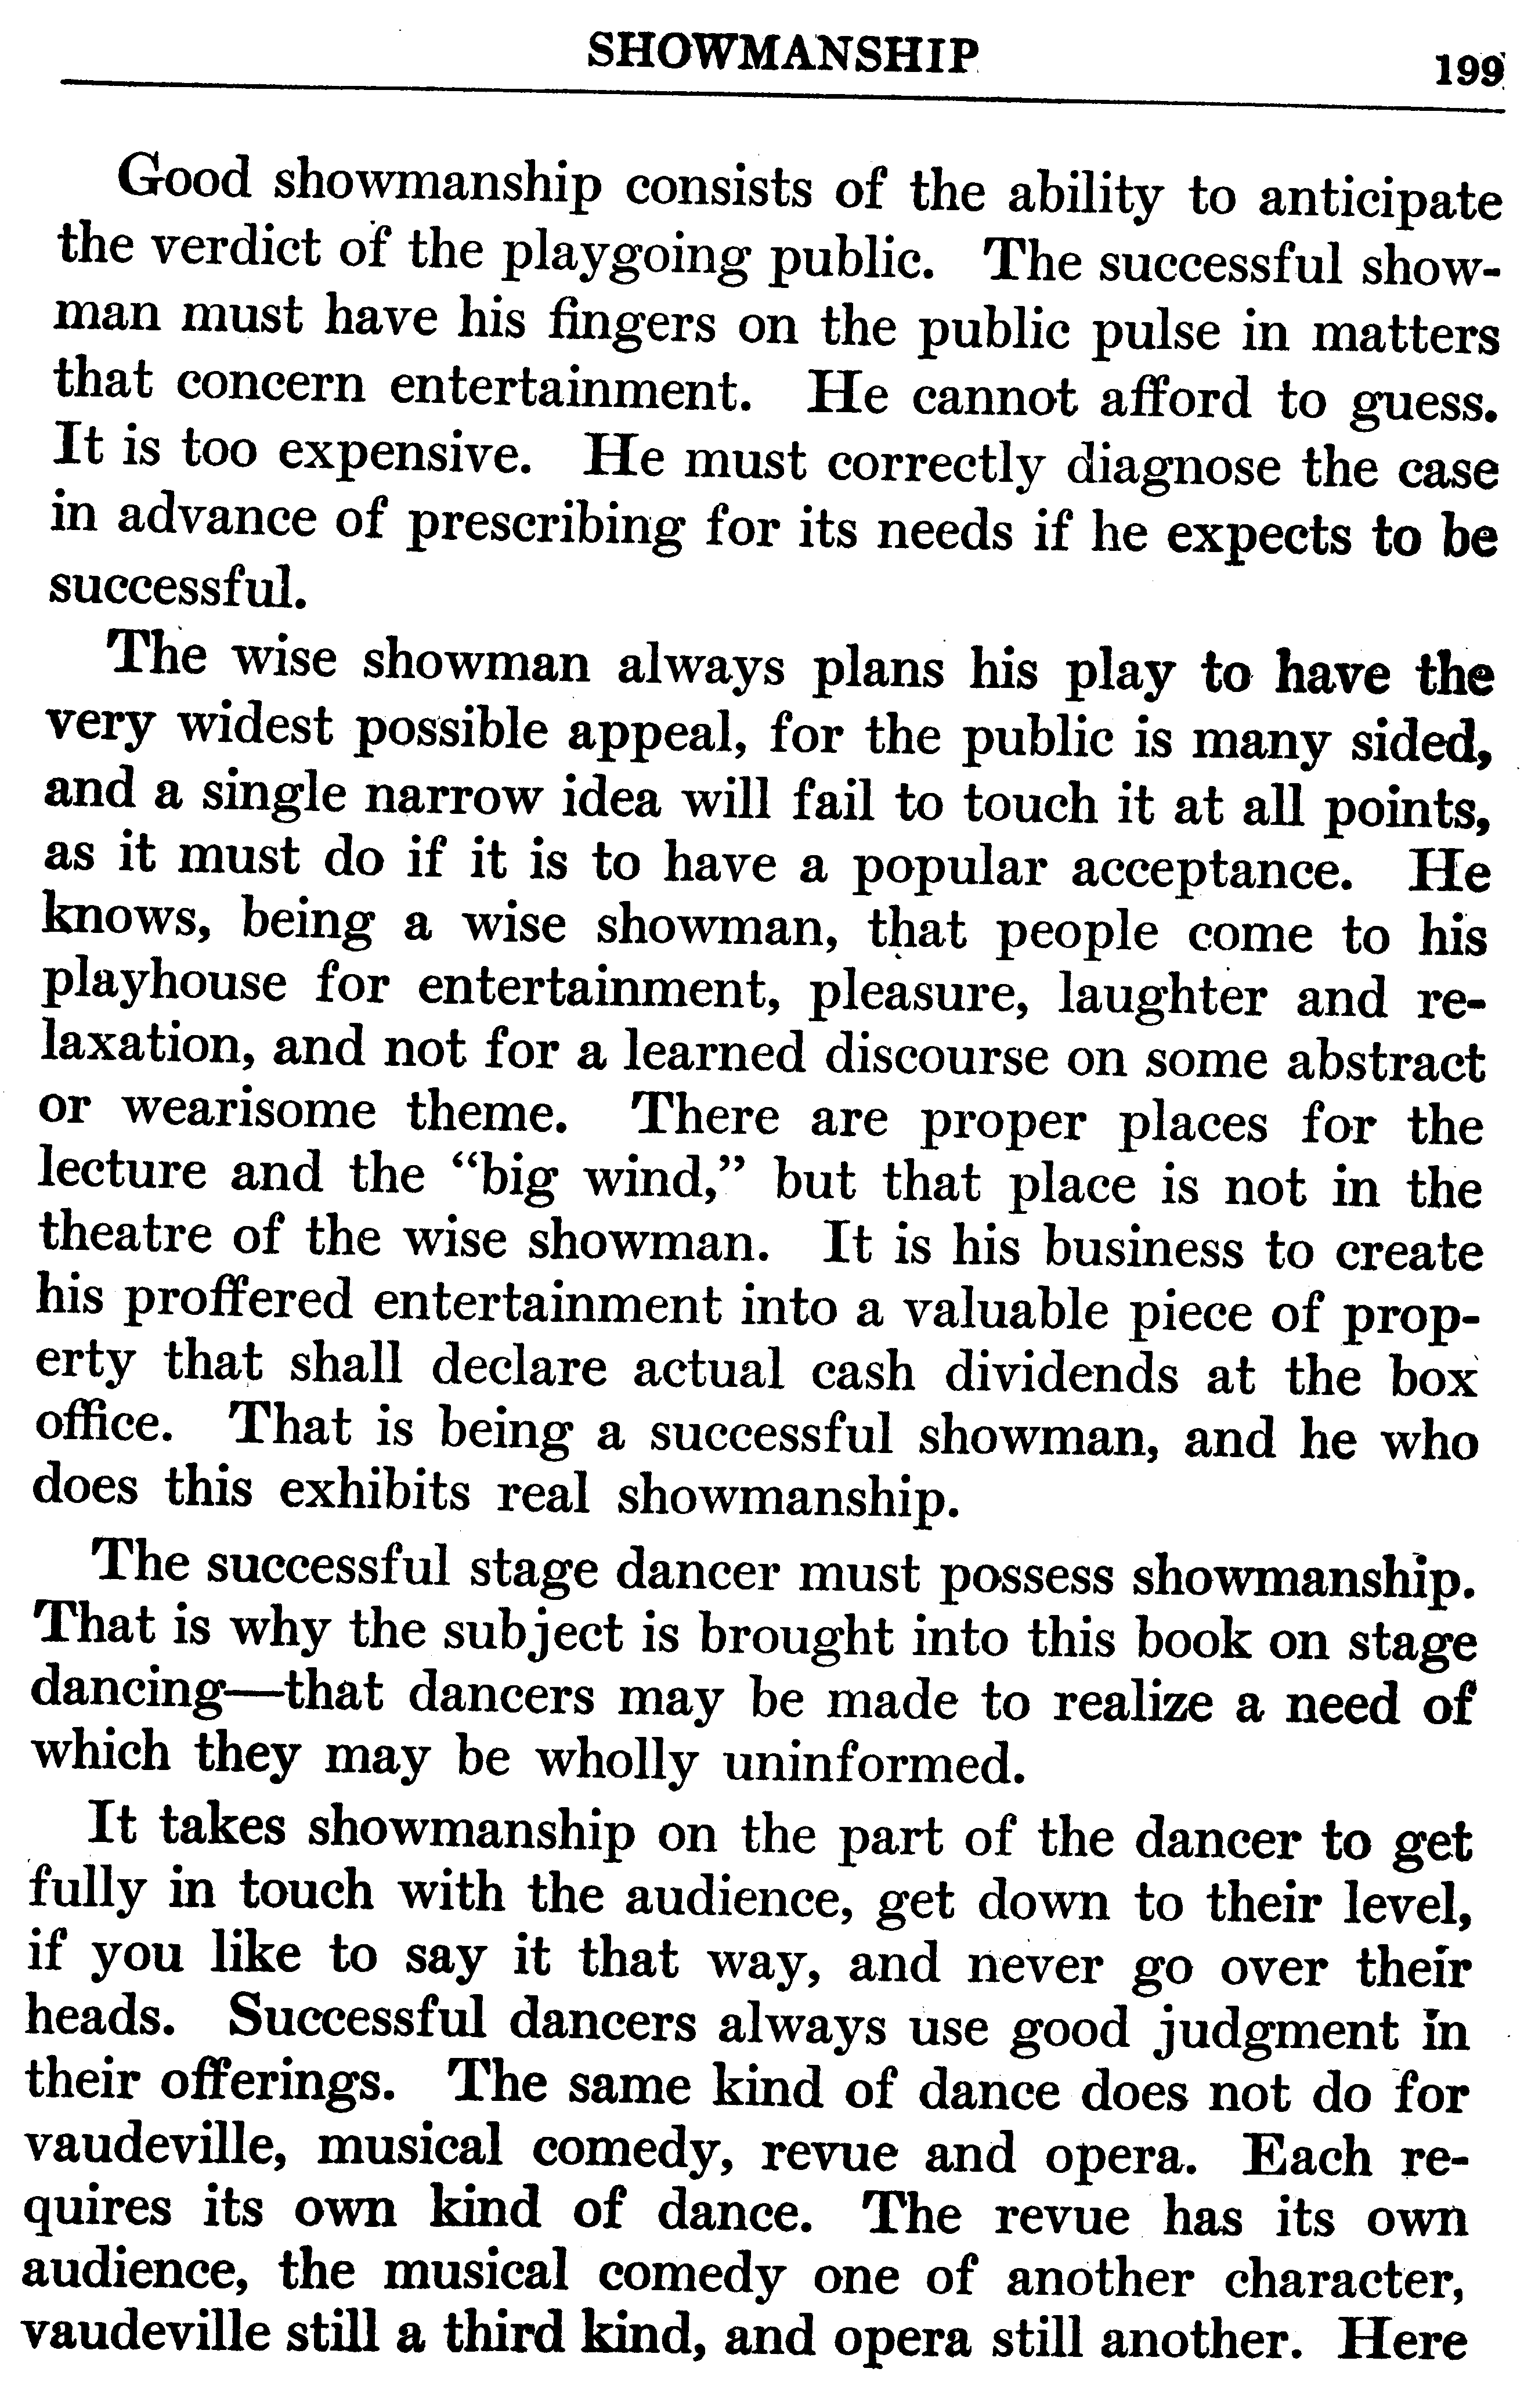 SHOWMANSHIP 199
Good showmanship consists of the ability to anticipate
the verdict of the playgoing public. The successful show-
man must have his fingers on the public pulse in matters
that concern entertainment. He cannot afford to guess.
It is too expensive. He must correctly diagnose the case
in advance of prescribing for its needs if he expects to be
successful.
The wise showman always plans his play to have the
very widest possible appeal, for the public is many sided,
and a single narrow idea will fail to touch it at all points,
as it must do if it is to have a popular acceptance. He
knows, being a wise showman, that people come to his
playhouse for entertainment, pleasure, laughter and re-
laxation, and not for a learned discourse on some abstract
or wearisome theme. There are proper places for the
lecture and the “big wind,” but that place is not in the
theatre of the wise showman. It is his business to create
his proffered entertainment into a valuable piece of prop-
erty that shall declare actual cash dividends at the box
office. That is being a successful showman, and he who
does this exhibits real showmanship.
The successful stage dancer must possess showmanship.
That is why the subject is brought into this book on stage
dancing—that dancers may be made to realize a need of
which they may be wholly uninformed.
It takes showmanship on the part of the dancer to get
fully in touch with the audience, get down to their level,
if you like to say it that way, and never go over their
heads. Successful dancers always use good judgment in
their offerings. The same kind of dance does not do for
vaudeville, musical comedy, revue and opera. Each re-
quires its own kind of dance. The revue has its own
audience, the musical comedy one of another character,
vaudeville still a third kind, and opera still another. Here